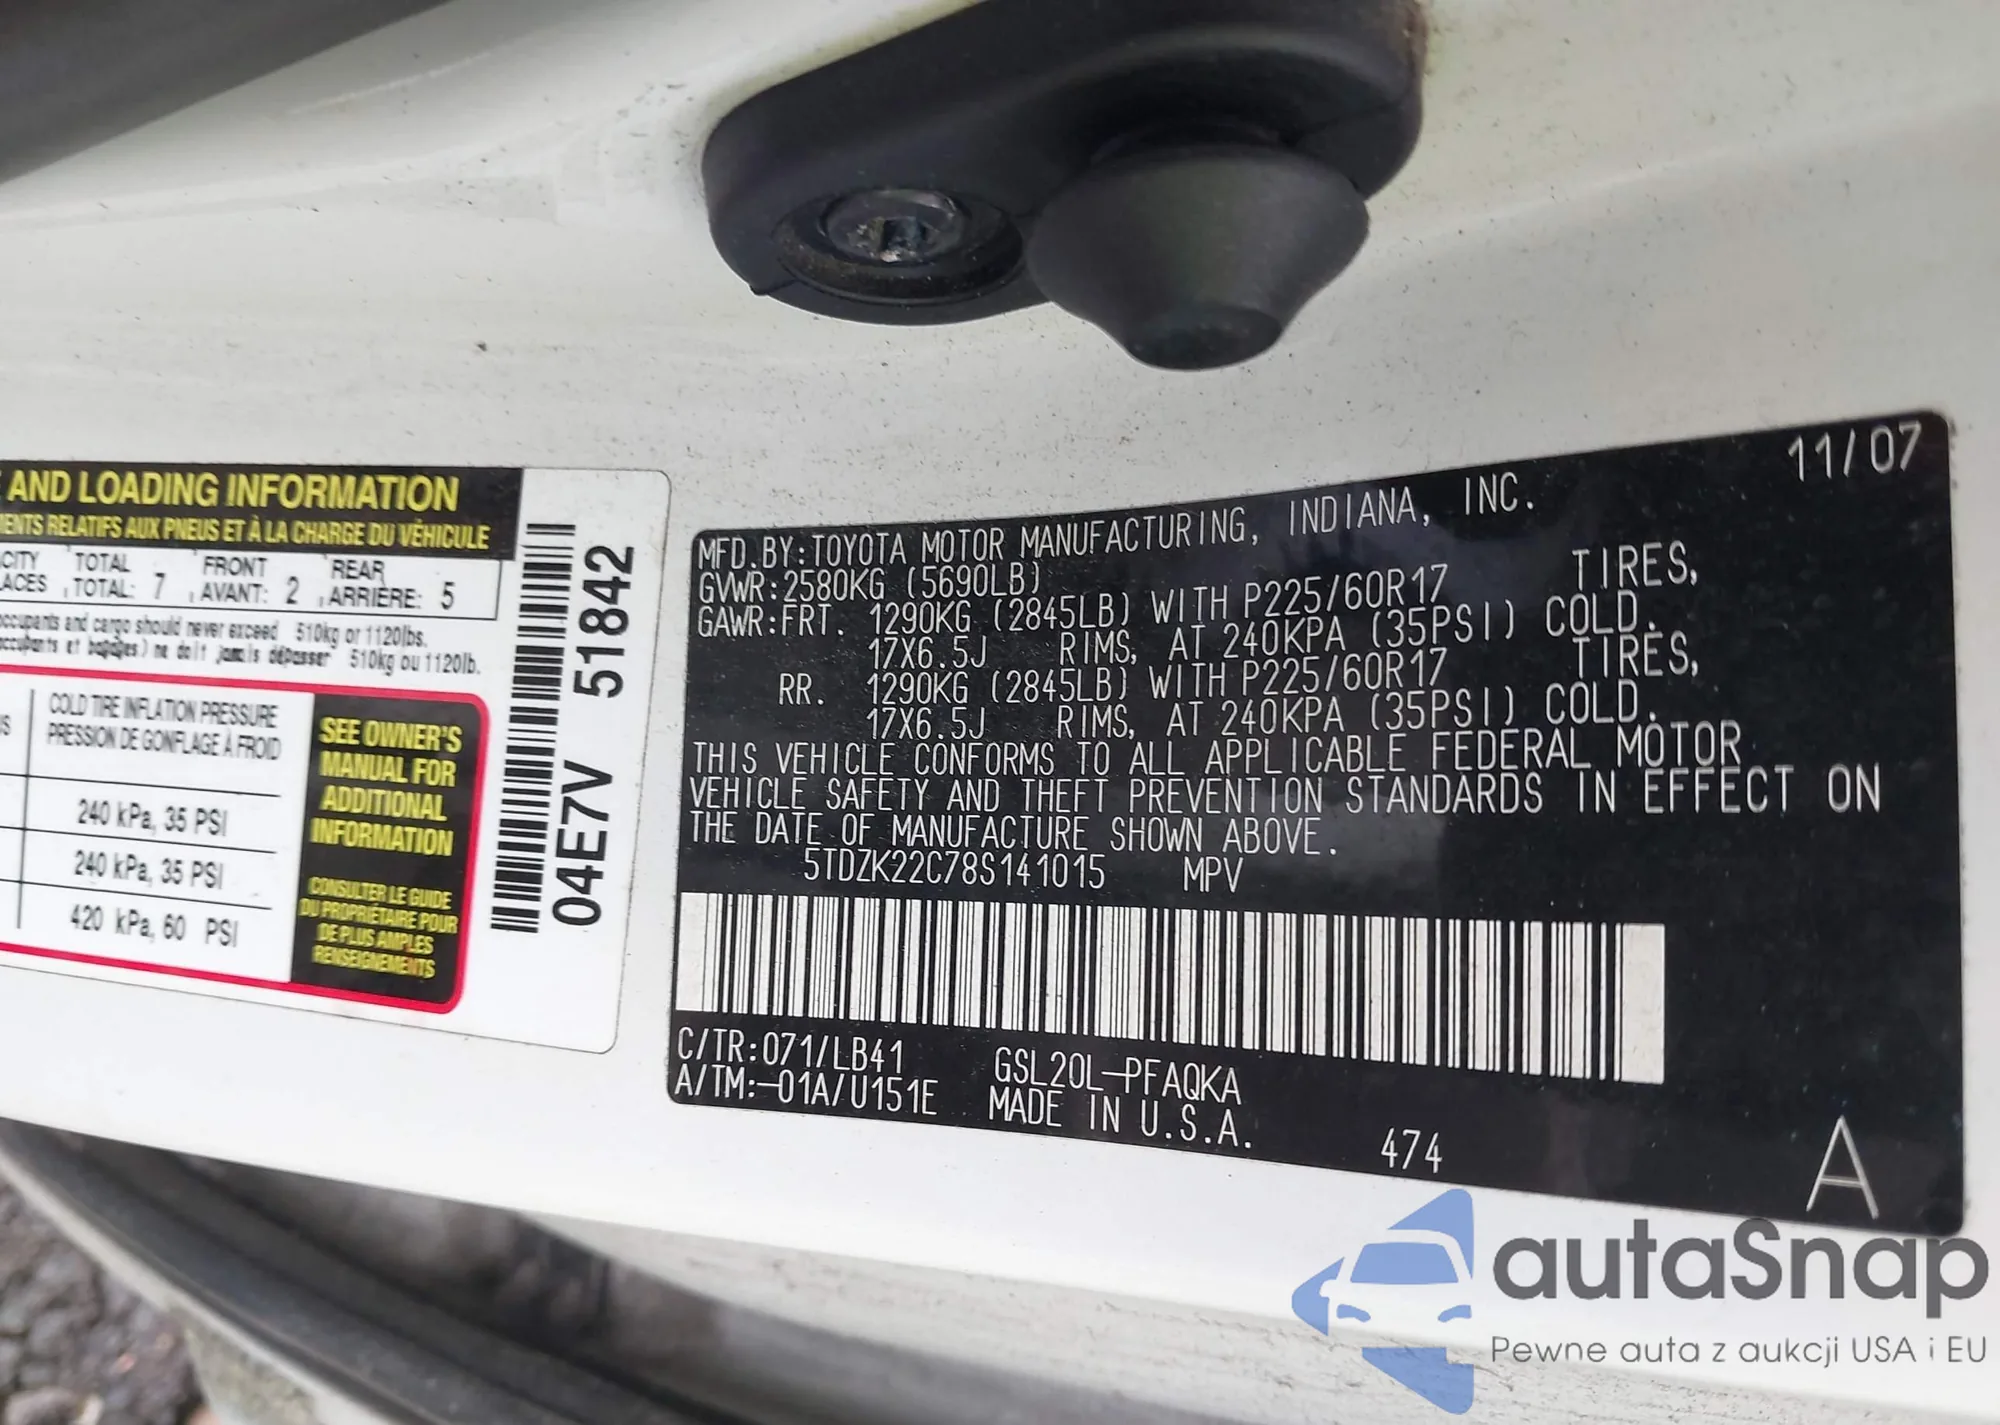 AND LOADING INFORMATION
RELATIFS AUX PNEUS ET À LA CHARGE DU VÉHICULE
TOTAL FRONT REAR
TOTAL: 7 AVANT: 2 ARRIÈRE: 5
occupants and cargo should never exceed 510kg or 1120lbs.
et bagages) ne doit jamais dépasser 510kg ou 1120lb.
COLD TIRE INFLATION PRESSURE
PRESSION DE GONFLAGE À FROID
240 kPa, 35 PSI
240 kPa, 35 PSI
420 kPa, 60 PSI
SEE OWNER'S
MANUAL FOR
ADDITIONAL
INFORMATION
CONSULTER LE GUIDE
DU PROPRIÉTAIRE POUR
DE PLUS AMPLES
RENSEIGNEMENTS
04E7V 51842
11/07
MFD.BY:TOYOTA MOTOR MANUFACTURING, INDIANA, INC.
GVWR:2580KG (5690LB)
GAWR:FRT. 1290KG (2845LB) WITH P225/60R17 TIRES,
17X6.5J RIMS, AT 240KPA (35PSI) COLD.
RR. 1290KG (2845LB) WITH P225/60R17 TIRES,
17X6.5J RIMS, AT 240KPA (35PSI) COLD.
THIS VEHICLE CONFORMS TO ALL APPLICABLE FEDERAL MOTOR
VEHICLE SAFETY AND THEFT PREVENTION STANDARDS IN EFFECT ON
THE DATE OF MANUFACTURE SHOWN ABOVE.
5TDZK22C78S141015 MPV
C/TR:071/LB41 GSL20L-PFAQKA
A/TM:-01A/U151E MADE IN U.S.A.
474
A
autaSnap
Pewne auta z aukcji USA i EU